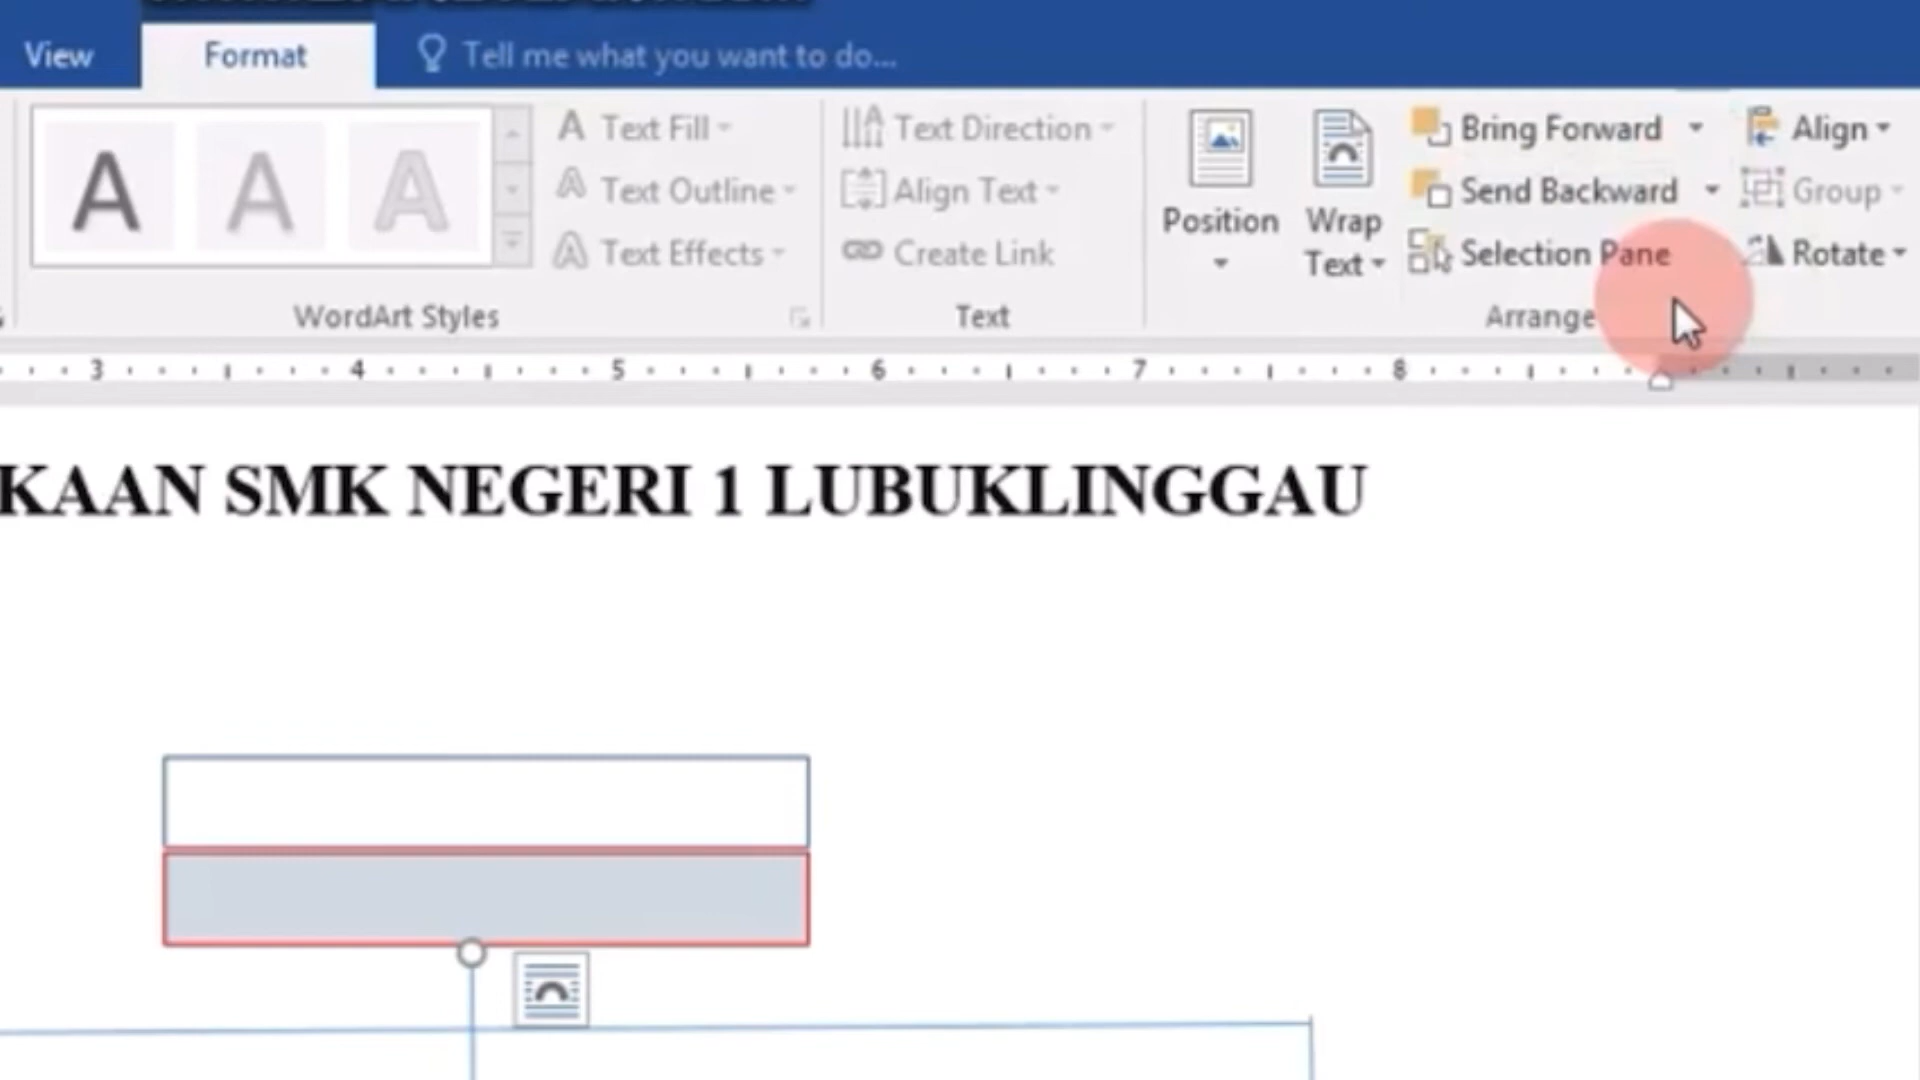 View Format Tell me what you want to do...
A A A
A Text Fill
A Text Outline
A Text Effects
Text Direction
Align Text
Create Link
Position
Wrap
Text
Bring Forward
Send Backward
Selection Pane
Align
Group
Rotate
WordArt Styles Text Arrange
3 4 5 6 7 8
KAAN SMK NEGERI 1 LUBUKLINGGAU